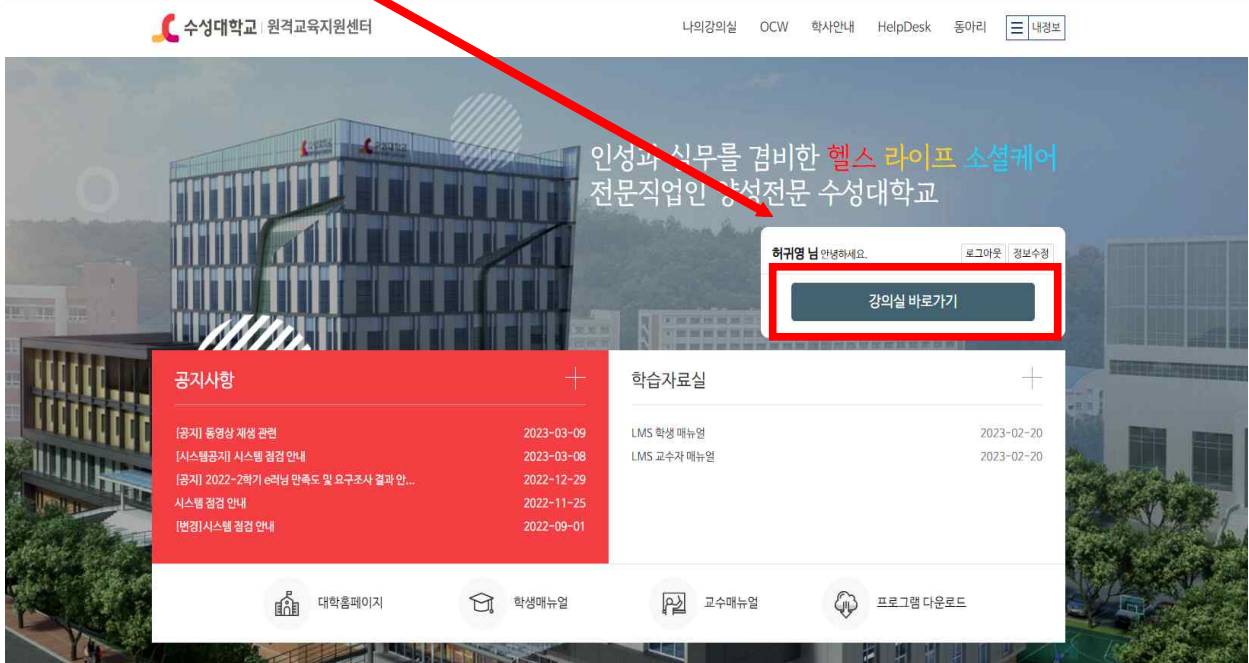 수성대학교 원격교육지원센터
나의강의실 OCW 학사안내 HelpDesk 동아리 내정보
수성대학교 수성대학교
인성과 실무를 겸비한 헬스 라이프 소셜케어
전문직업인 양성전문 수성대학교
허귀영 님 안녕하세요. 로그아웃 정보수정
강의실 바로가기
공지사항
[공지] 동영상 재생 관련 2023-03-09
[시스템공지] 시스템 점검 안내 2023-03-08
[공지] 2022-2학기 e러닝 만족도 및 요구조사 결과 안... 2022-12-29
시스템 점검 안내 2022-11-25
[변경]시스템 점검 안내 2022-09-01
학습자료실
LMS 학생 매뉴얼 2023-02-20
LMS 교수자 매뉴얼 2023-02-20
대학홈페이지 학생매뉴얼 교수매뉴얼 프로그램 다운로드